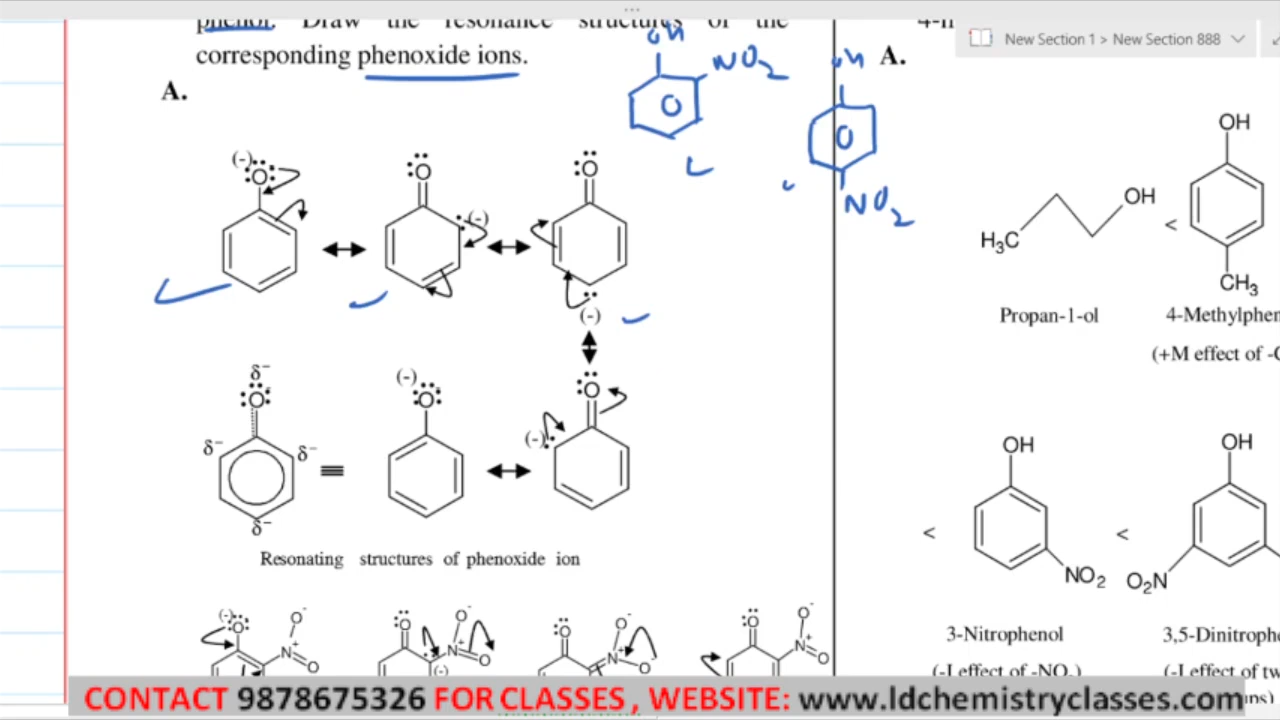 phenol. Draw the resonance structures of the
corresponding phenoxide ions.
A.
OH
NO2
OH
NO2
(-)
:O:
:O
(-)
:O
(-)
δ-
:O:
δ-
δ-
δ-
(-)
:O:
:O
(-)
Resonating structures of phenoxide ion
(-)
:O:
O-
N+
O
:O
O-
N+
O
(-)
:O
O-
N+
O
:O
O-
N+
O
New Section 1 > New Section 888
A.
H3C
OH
<
OH
CH3
Propan-1-ol
4-Methylphen
(+M effect of -C
<
OH
NO2
<
OH
O2N
3-Nitrophenol
3,5-Dinitrophe
(-I effect of -NO2)
(-I effect of tw
CONTACT 9878675326 FOR CLASSES , WEBSITE: www.ldchemistryclasses.com